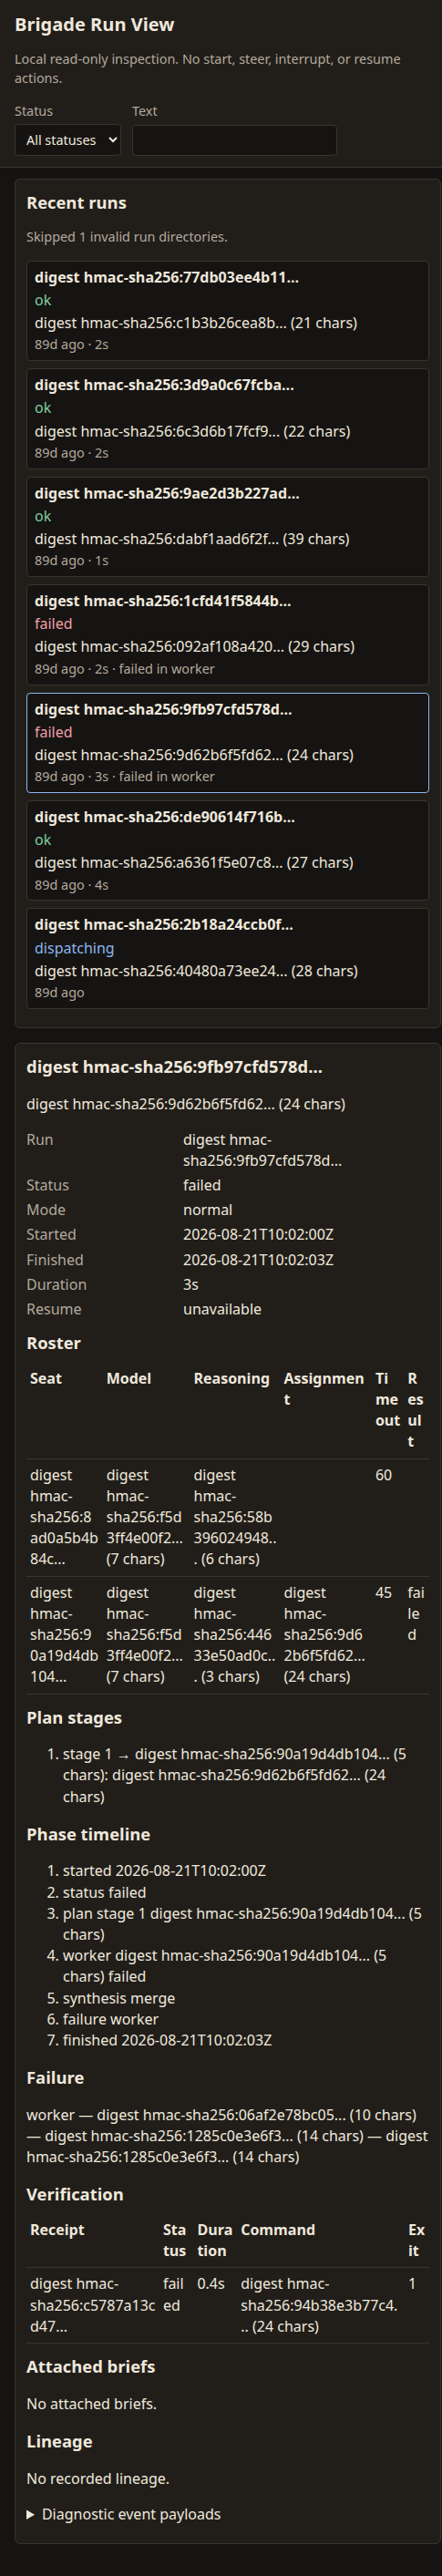 Brigade Run View
Local read-only inspection. No start, steer, interrupt, or resume
actions.
Status
Text
All statuses
Recent runs
Skipped 1 invalid run directories.
digest hmac-sha256:77db03ee4b11...
ok
digest hmac-sha256:c1b3b26cea8b... (21 chars)
89d ago · 2s
digest hmac-sha256:3d9a0c67fcba...
ok
digest hmac-sha256:6c3d6b17fcf9... (22 chars)
89d ago · 2s
digest hmac-sha256:9ae2d3b227ad...
ok
digest hmac-sha256:dabf1aad6f2f... (39 chars)
89d ago · 1s
digest hmac-sha256:1cfd41f5844b...
failed
digest hmac-sha256:092af108a420... (29 chars)
89d ago · 2s · failed in worker
digest hmac-sha256:9fb97cfd578d...
failed
digest hmac-sha256:9d62b6f5fd62... (24 chars)
89d ago · 3s · failed in worker
digest hmac-sha256:de90614f716b...
ok
digest hmac-sha256:a6361f5e07c8... (27 chars)
89d ago · 4s
digest hmac-sha256:2b18a24ccb0f...
dispatching
digest hmac-sha256:40480a73ee24... (28 chars)
89d ago
digest hmac-sha256:9fb97cfd578d...
digest hmac-sha256:9d62b6f5fd62... (24 chars)
Run digest hmac-
sha256:9fb97cfd578d...
Status failed
Mode normal
Started 2026-08-21T10:02:00Z
Finished 2026-08-21T10:02:03Z
Duration 3s
Resume unavailable
Roster
Seat Model Reasoning Assignmen Ti R
t me es
out ul
t
digest digest digest 60
hmac- hmac- hmac-
sha256:8 sha256:f5d sha256:58b
ad0a5b4b 3ff4e00f2... 396024948..
84c... (7 chars) . (6 chars)
digest digest digest digest 45 fai
hmac- hmac- hmac- hmac- le
sha256:9 sha256:f5d sha256:446 sha256:9d6 d
0a19d4db 3ff4e00f2... 33e50ad0c.. 2b6f5fd62...
104... (7 chars) . (3 chars) (24 chars)
Plan stages
1. stage 1 → digest hmac-sha256:90a19d4db104... (5
chars): digest hmac-sha256:9d62b6f5fd62... (24
chars)
Phase timeline
1. started 2026-08-21T10:02:00Z
2. status failed
3. plan stage 1 digest hmac-sha256:90a19d4db104... (5
chars)
4. worker digest hmac-sha256:90a19d4db104... (5
chars) failed
5. synthesis merge
6. failure worker
7. finished 2026-08-21T10:02:03Z
Failure
worker — digest hmac-sha256:06af2e78bc05... (10 chars)
— digest hmac-sha256:1285c0e3e6f3... (14 chars) — digest
hmac-sha256:1285c0e3e6f3... (14 chars)
Verification
Receipt Sta Dura Command Ex
tus tion it
digest hmac- fail 0.4s digest hmac- 1
sha256:c5787a13c ed sha256:94b38e3b77c4.
d47... .. (24 chars)
Attached briefs
No attached briefs.
Lineage
No recorded lineage.
▶ Diagnostic event payloads